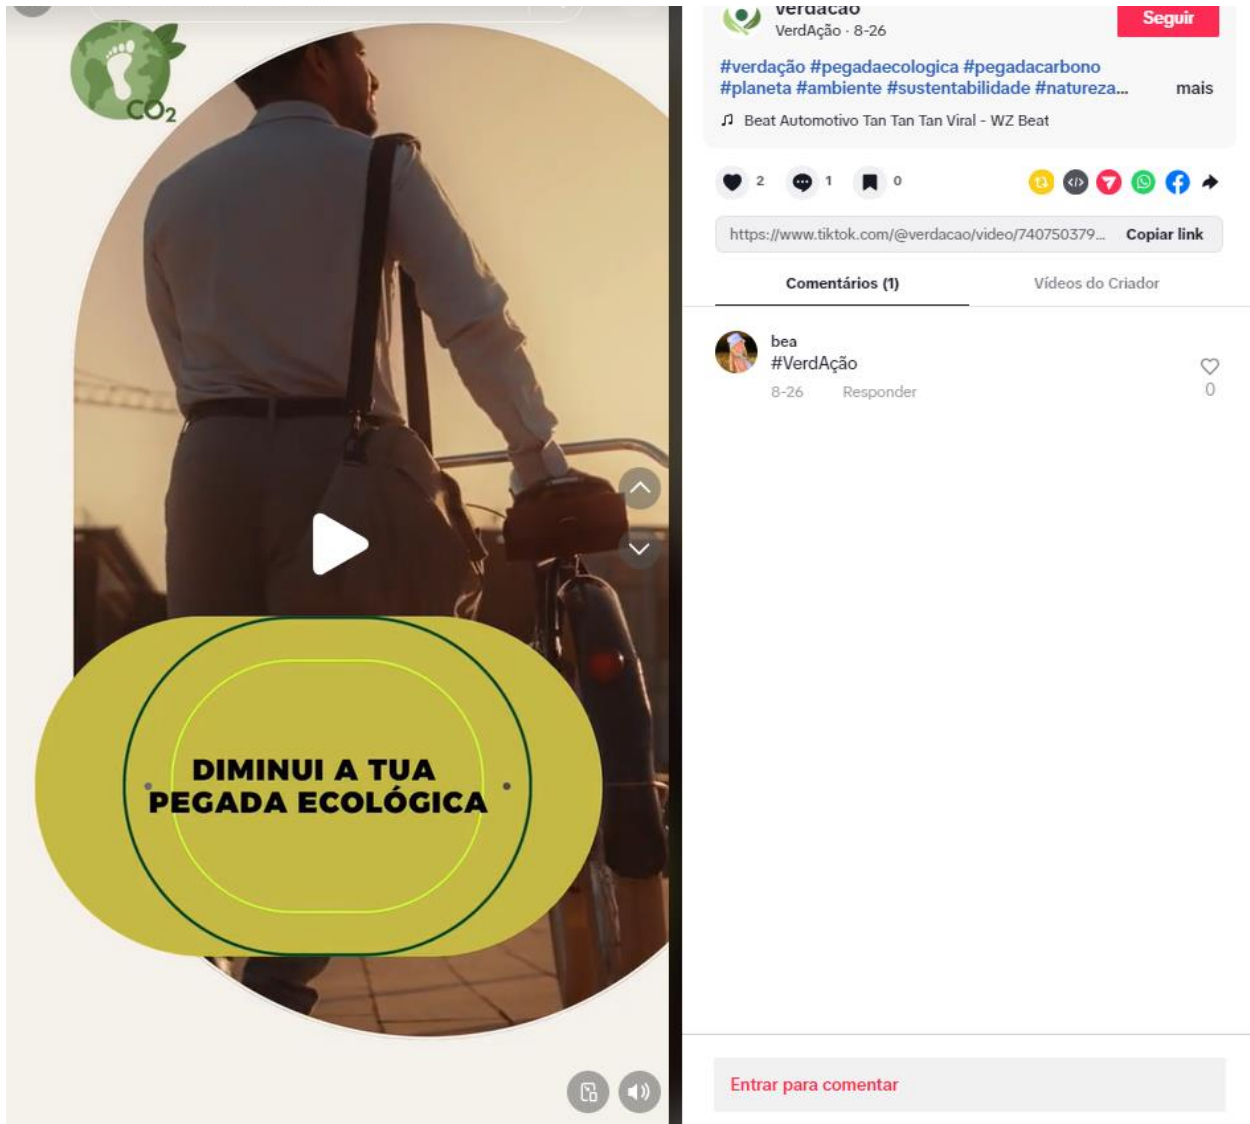 CO₂
DIMINUI A TUA
PEGADA ECOLÓGICA
verdacao
VerdAção · 8-26
Seguir
#verdação #pegadaecologica #pegadacarbono
#planeta #ambiente #sustentabilidade #natureza... mais
Beat Automotivo Tan Tan Tan Viral - WZ Beat
2 1 0
https://www.tiktok.com/@verdacao/video/740750379... Copiar link
Comentários (1) Vídeos do Criador
bea
#VerdAção
8-26 Responder
0
Entrar para comentar